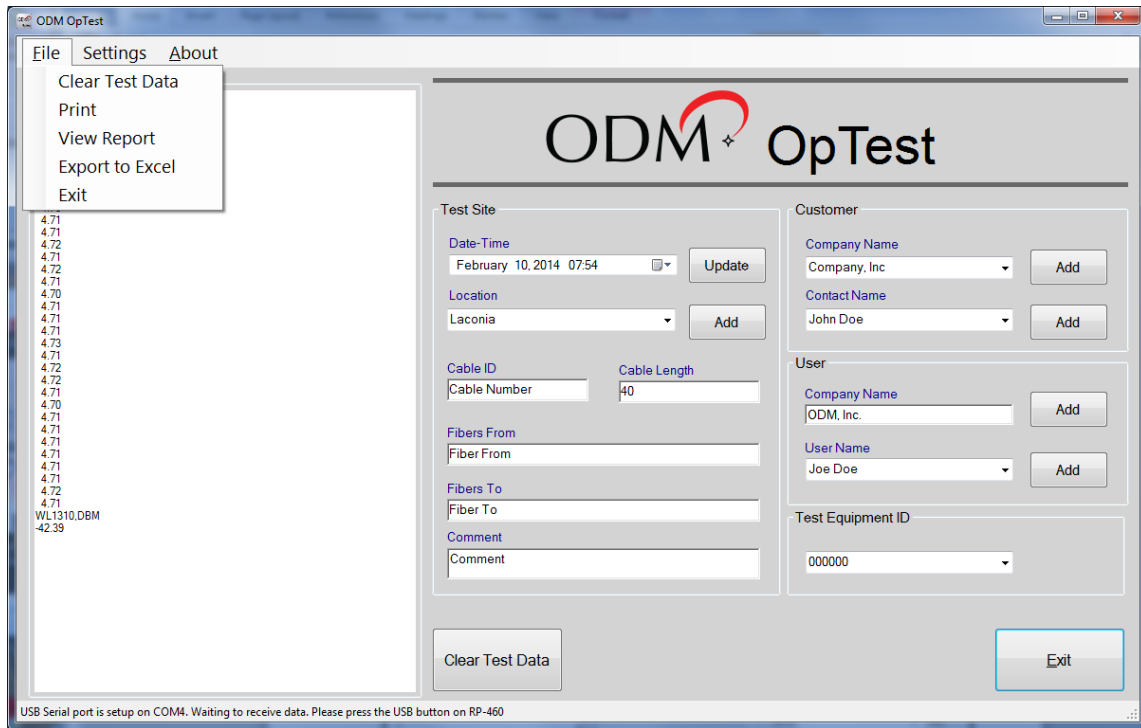 ODM OpTest
File Settings About
Clear Test Data
Print
View Report
Export to Excel
Exit
4.71
4.71
4.72
4.71
4.72
4.71
4.70
4.71
4.71
4.71
4.73
4.71
4.72
4.72
4.71
4.70
4.71
4.71
4.71
4.71
4.71
4.71
4.72
4.71
WL1310,DBM
-42.39
ODM OpTest
Test Site
Date-Time
February 10, 2014 07:54
Update
Location
Laconia
Add
Cable ID
Cable Length
Cable Number
40
Fibers From
Fiber From
Fibers To
Fiber To
Comment
Comment
Customer
Company Name
Company, Inc
Add
Contact Name
John Doe
Add
User
Company Name
ODM, Inc.
Add
User Name
Joe Doe
Add
Test Equipment ID
000000
Clear Test Data
Exit
USB Serial port is setup on COM4. Waiting to receive data. Please press the USB button on RP-460